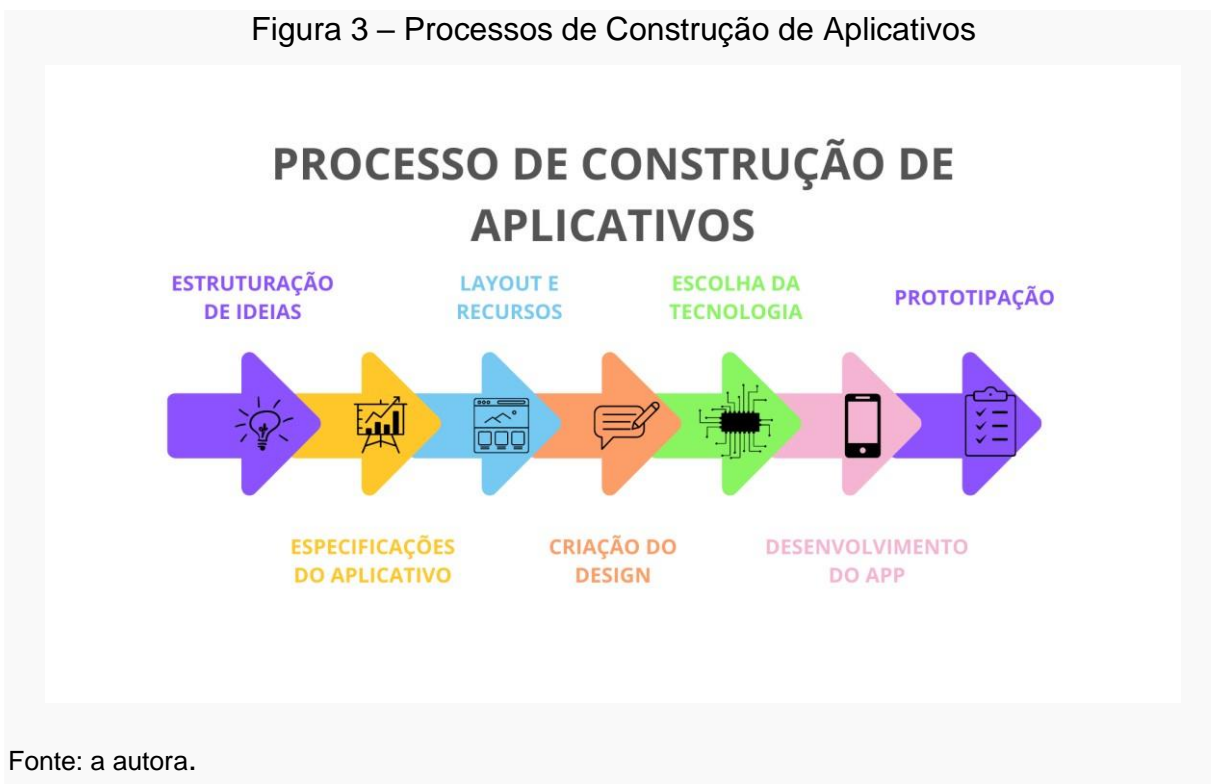 Figura 3 – Processos de Construção de Aplicativos
PROCESSO DE CONSTRUÇÃO DE
APLICATIVOS
ESTRUTURAÇÃO
DE IDEIAS
LAYOUT E
RECURSOS
ESCOLHA DA
TECNOLOGIA
PROTOTIPAÇÃO
ESPECIFICAÇÕES
DO APLICATIVO
CRIAÇÃO DO
DESIGN
DESENVOLVIMENTO
DO APP
Fonte: a autora.